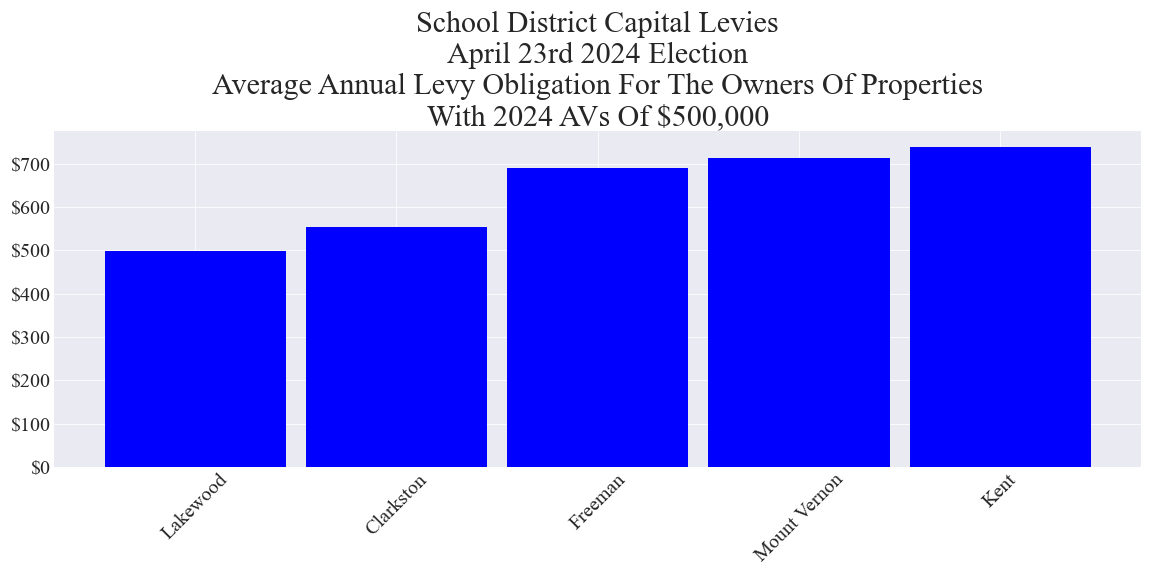 School District Capital Levies
April 23rd 2024 Election
Average Annual Levy Obligation For The Owners Of Properties
With 2024 AVs Of $500,000
$700
$600
$500
$400
$300
$200
$100
$0
Lakewood
Clarkston
Freeman
Mount Vernon
Kent